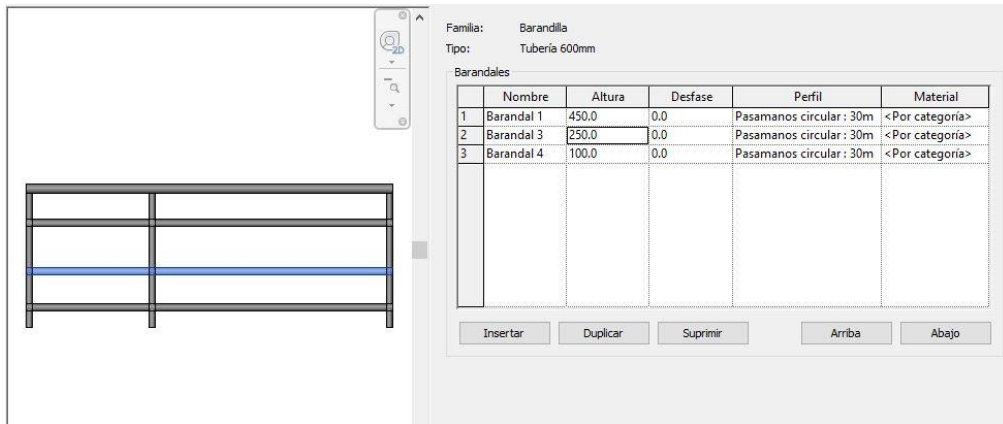 2D
Familia: Barandilla
Tipo: Tubería 600mm
Barandales
Nombre Altura Desfase Perfil Material
1 Barandal 1 450.0 0.0 Pasamanos circular : 30m <Por categoría>
2 Barandal 3 250.0 0.0 Pasamanos circular : 30m <Por categoría>
3 Barandal 4 100.0 0.0 Pasamanos circular : 30m <Por categoría>
Insertar Duplicar Suprimir Arriba Abajo